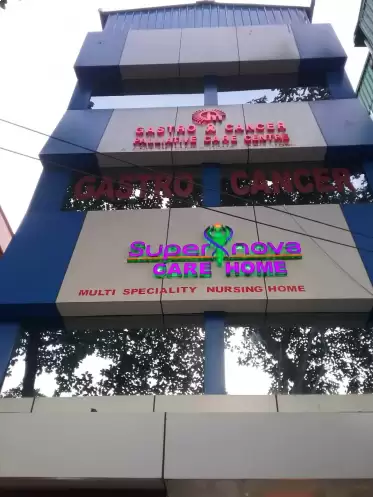 GASTRO & CANCER
PALLIATIVE CARE CENTRE
GASTRO CANCER
Supernova
CARE HOME
MULTI SPECIALITY NURSING HOME